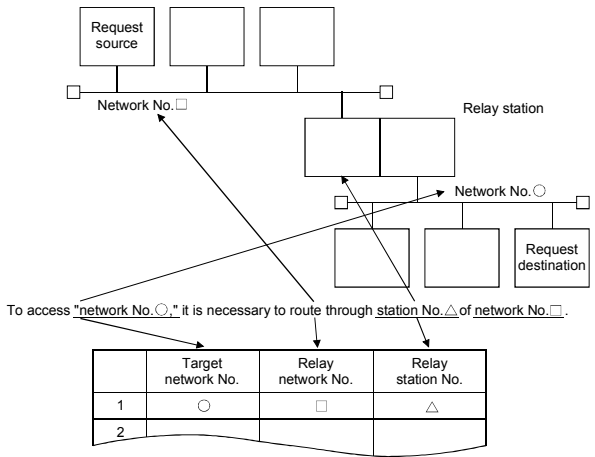 Request
source
Network No.□
Relay station
Network No.○
Request
destination
To access "network No.○," it is necessary to route through station No.△of network No.□.
Target
network No.
Relay
network No.
Relay
station No.
1
○
□
△
2